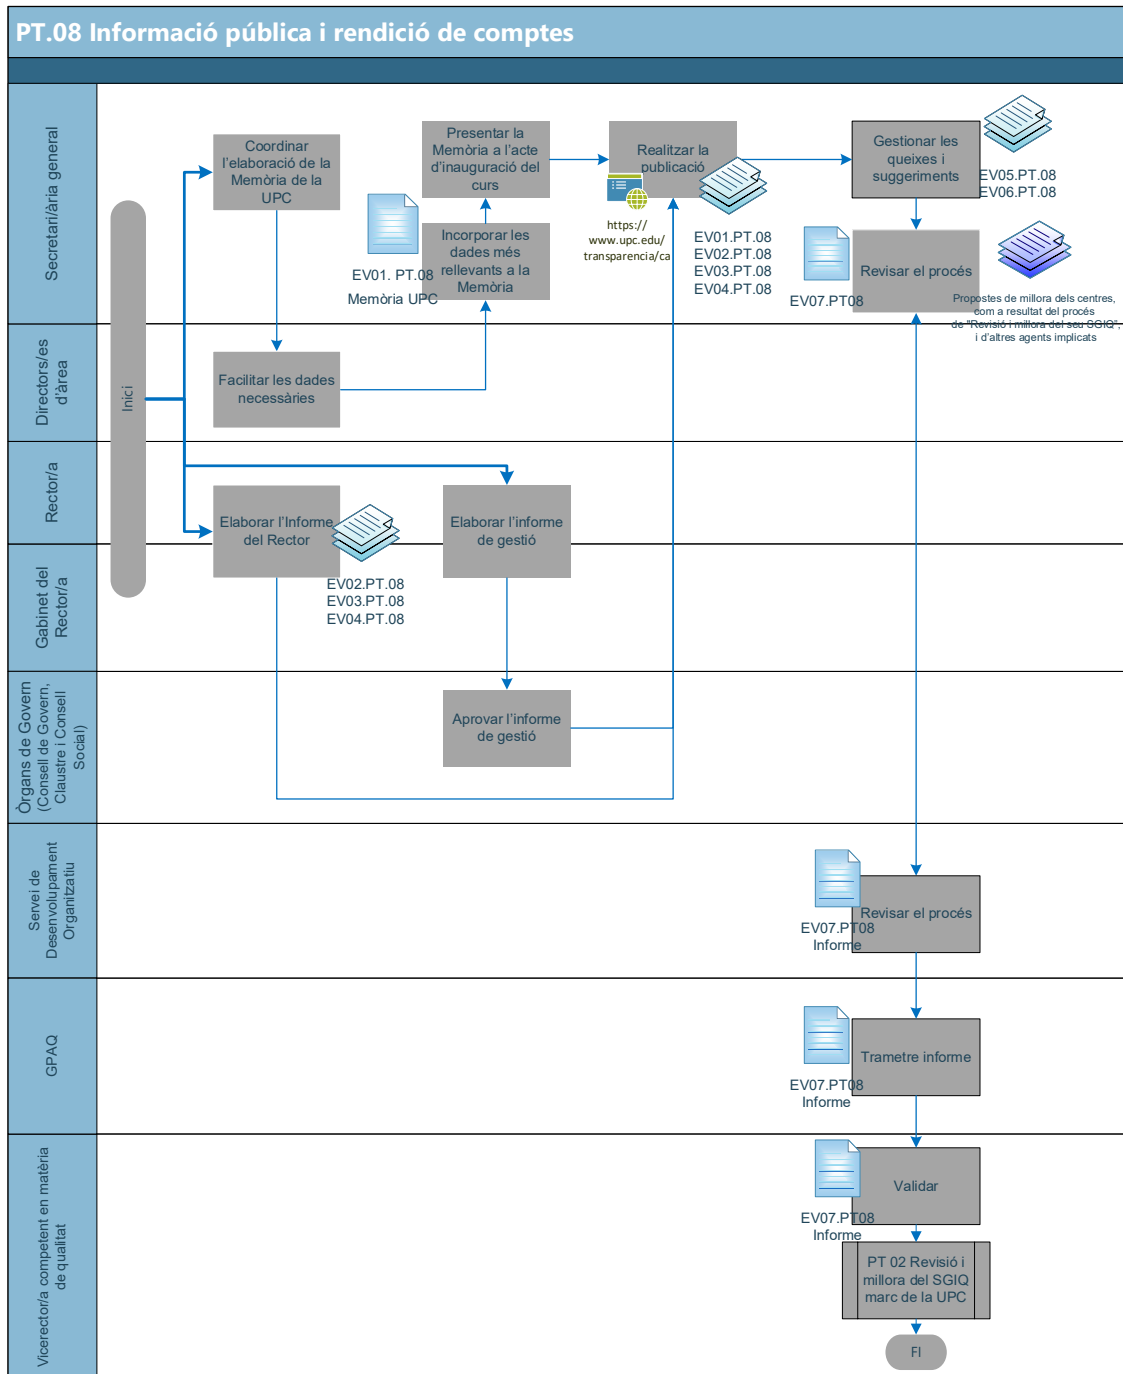 PT.08 Informació pública i rendició de comptes
Secretari/ària general
Coordinar
l'elaboració de la
Memòria de la
UPC
Presentar la
Memòria a l'acte
d'inauguració del
curs
Realitzar la
publicació
Gestionar les
queixes i
suggeriments
EV05.PT.08
EV06.PT.08
https://
www.upc.edu/
transparencia/ca
EV01. PT.08
Memòria UPC
Incorporar les
dades més
rellevants a la
Memòria
EV01.PT.08
EV02.PT.08
EV03.PT.08
EV04.PT.08
Revisar el procés
EV07.PT08
Propostes de millora dels centres,
com a resultat del procés
de "Revisió i millora del seu SGIQ",
i d'altres agents implicats
Directors/es
d'àrea
Inici
Facilitar les dades
necessàries
Rector/a
Elaborar l'Informe
del Rector
Elaborar l'informe
de gestió
Gabinet del
Rector/a
EV02.PT.08
EV03.PT.08
EV04.PT.08
Òrgans de Govern
(Consell de Govern,
Claustre i Consell
Social)
Aprovar l'informe
de gestió
Servei de
Desenvolupament
Organitzatiu
Revisar el procés
EV07.PT08
Informe
GPAQ
Trametre informe
EV07.PT08
Informe
Vicerector/a competent en matèria
de qualitat
Validar
EV07.PT08
Informe
PT 02 Revisió i
millora del SGIQ
marc de la UPC
FI